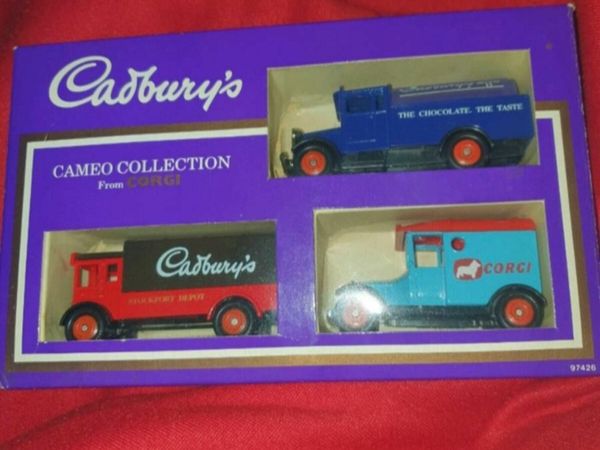 Cadbury's
THE CHOCOLATE. THE TASTE
CAMEO COLLECTION
From CORGI
Cadbury's
STOCKPORT DEPOT
CORGI
97426